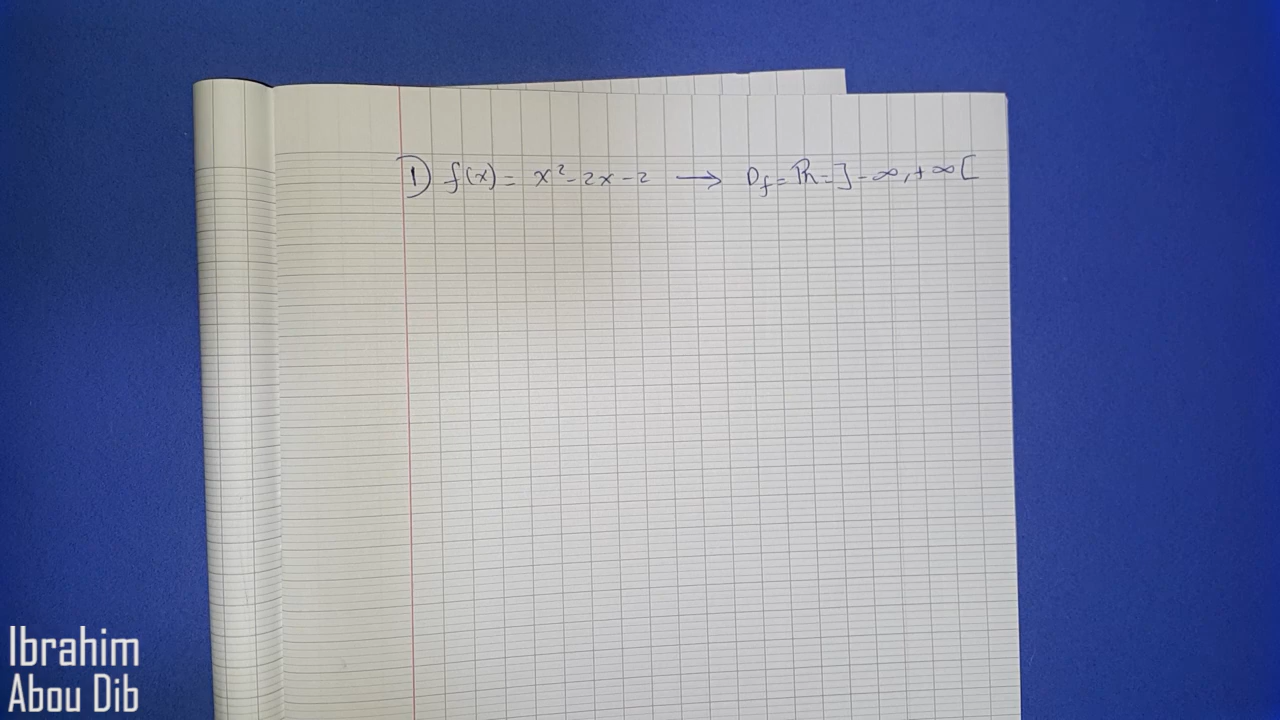 1) f(x) = x² - 2x - 2 → Df = ℝ = ]-∞, +∞[
Ibrahim
Abou Dib